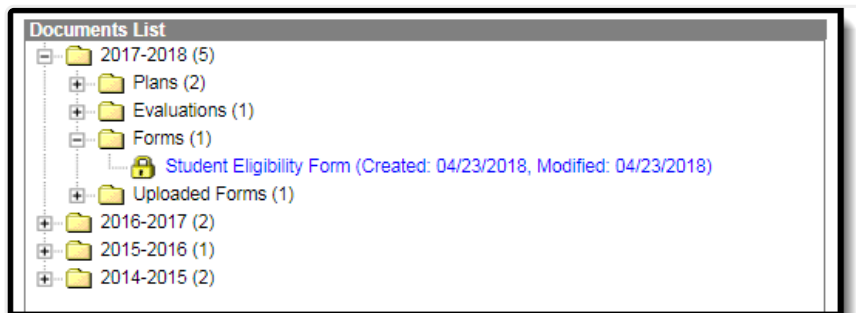 Documents List
2017-2018 (5)
Plans (2)
Evaluations (1)
Forms (1)
Student Eligibility Form (Created: 04/23/2018, Modified: 04/23/2018)
Uploaded Forms (1)
2016-2017 (2)
2015-2016 (1)
2014-2015 (2)